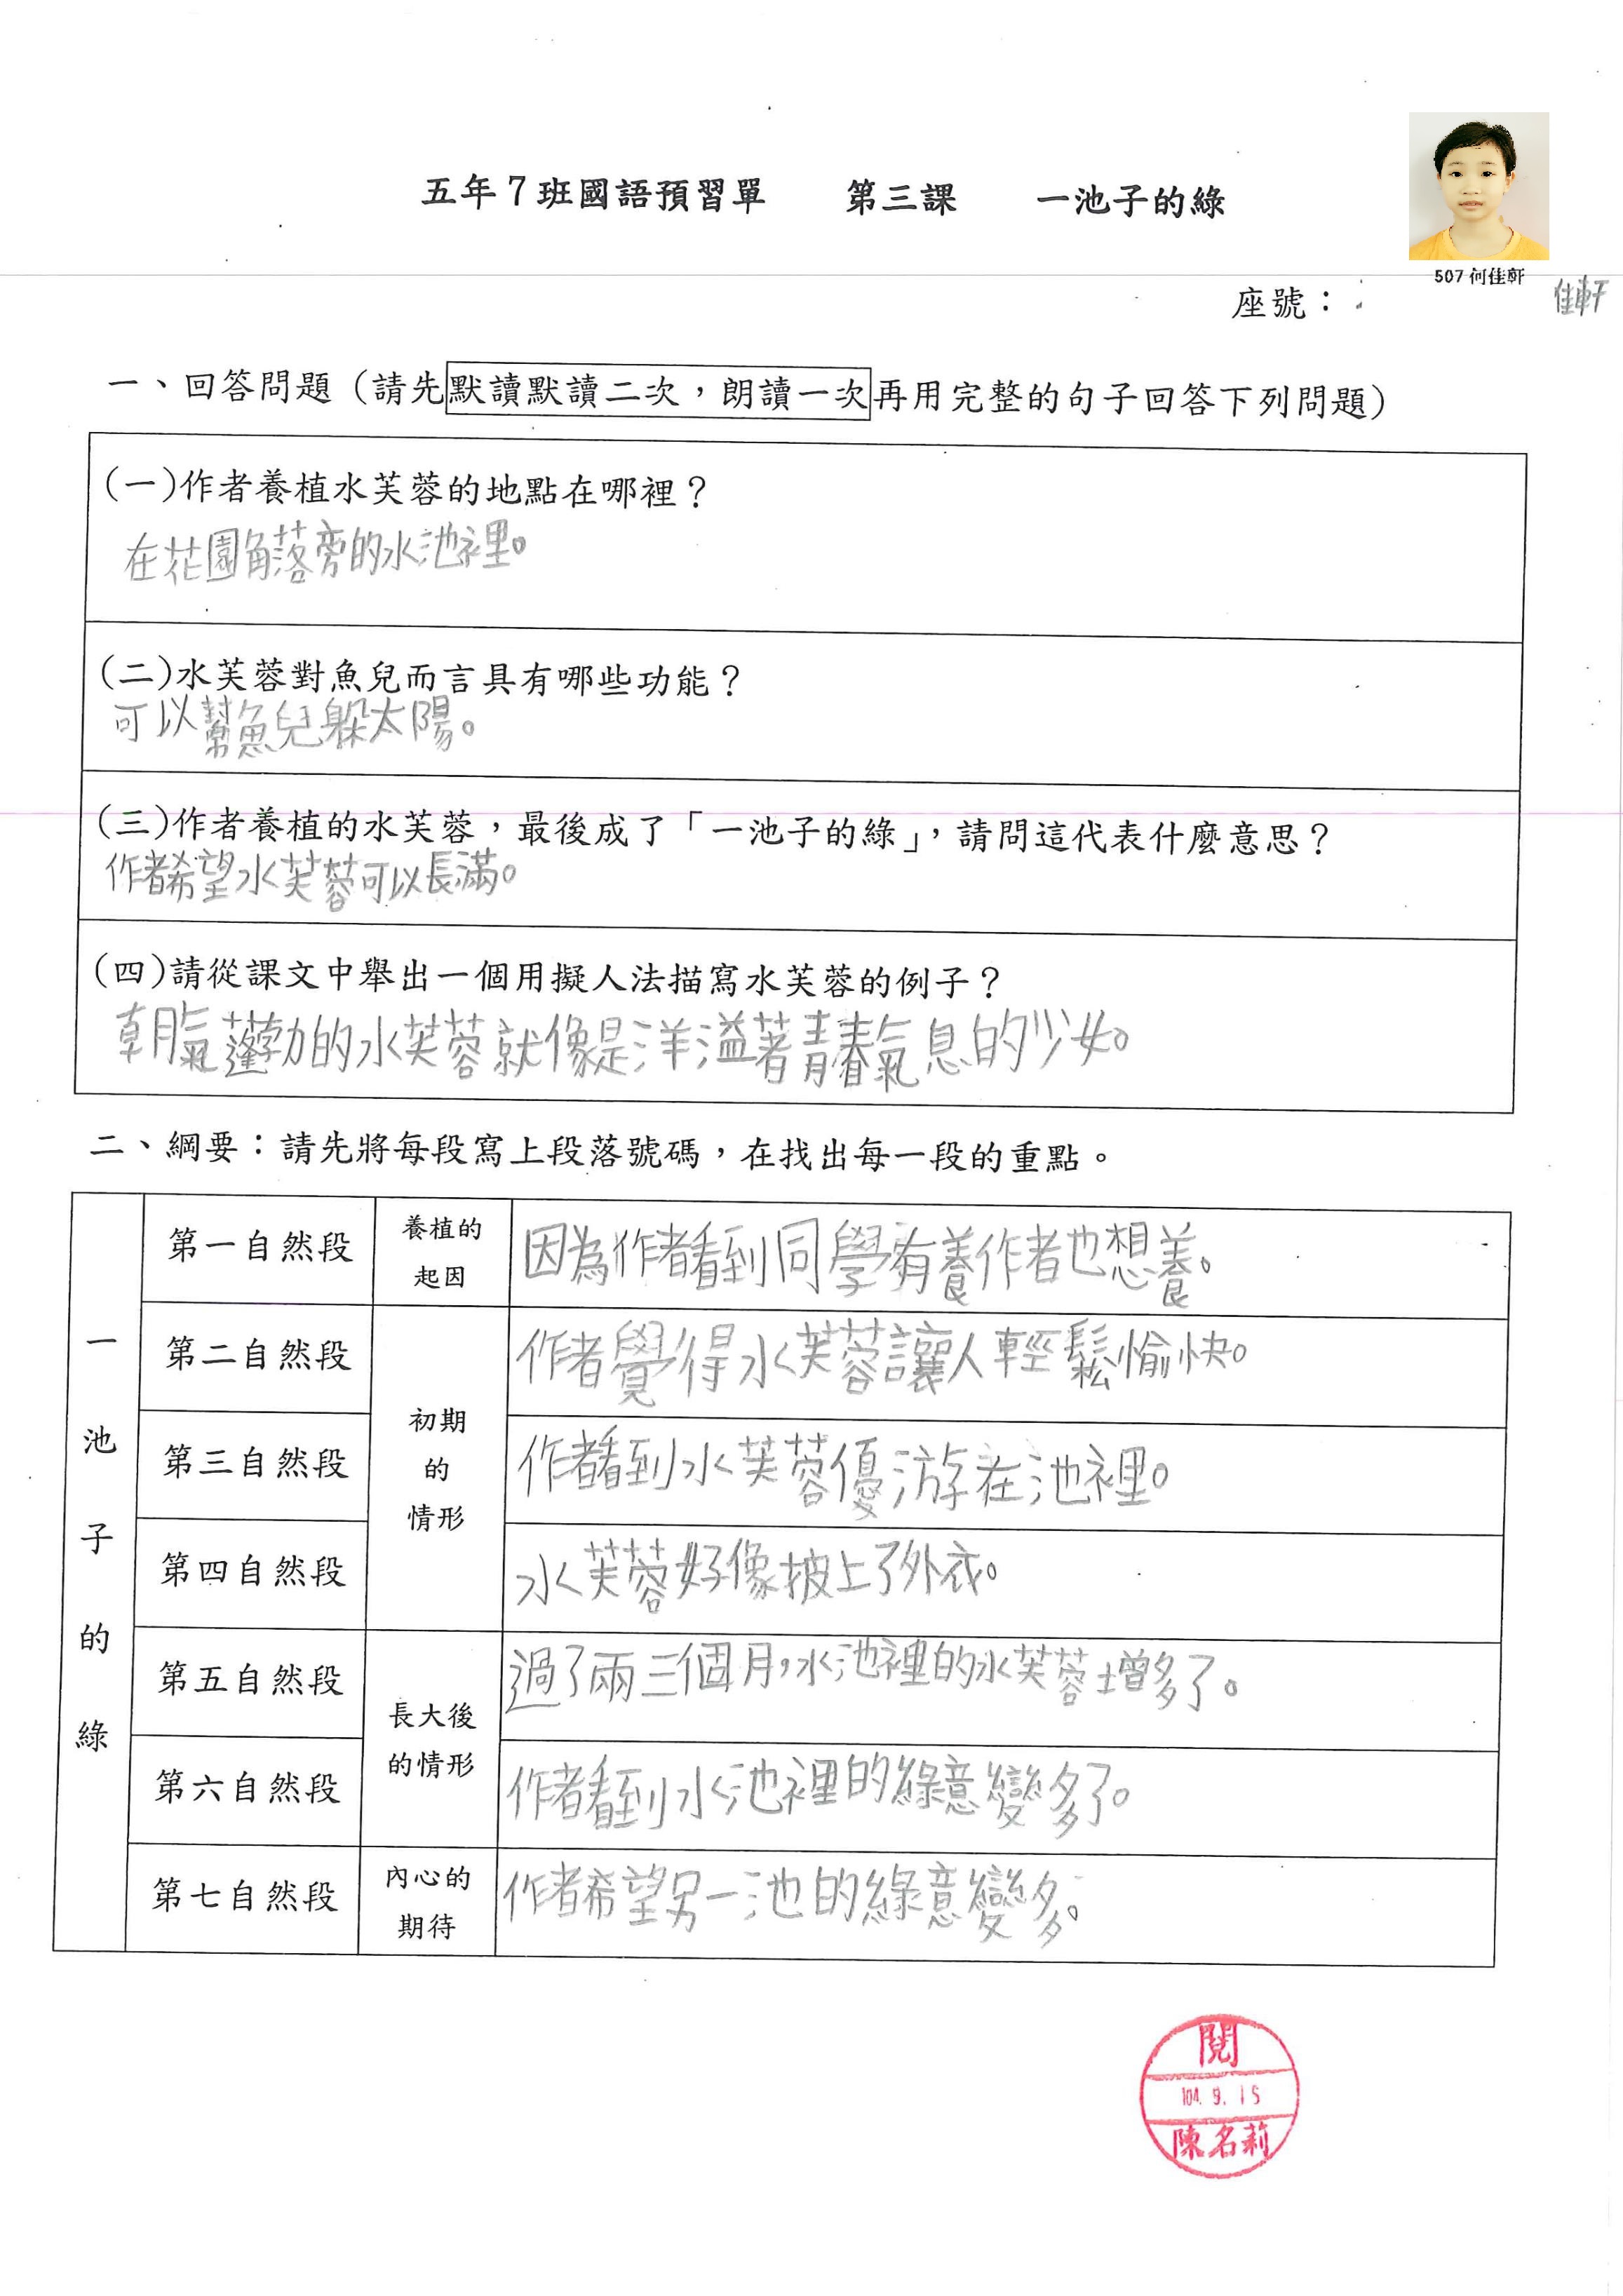 五年7班國語預習單 第三課 一池子的綠
507何佳軒
座號： 佳軒
一、回答問題（請先默讀默讀二次，朗讀一次再用完整的句子回答下列問題）
(一)作者養植水芙蓉的地點在哪裡？
在花園角落旁的水池裡。
(二)水芙蓉對魚兒而言具有哪些功能？
可以幫魚兒躲太陽。
(三)作者養植的水芙蓉，最後成了「一池子的綠」，請問這代表什麼意思？
作者希望水芙蓉可以長滿。
(四)請從課文中舉出一個用擬人法描寫水芙蓉的例子？
朝氣蓬勃的水芙蓉就像是洋溢著青春氣息的少女。
二、綱要：請先將每段寫上段落號碼，在找出每一段的重點。
一池子的綠
第一自然段 養植的起因 因為作者看到同學有養作者也想養。
第二自然段 初期的情形 作者覺得水芙蓉讓人輕鬆愉快。
第三自然段 作者看到水芙蓉優游在池裡。
第四自然段 水芙蓉好像披上了外衣。
第五自然段 長大後的情形 過了兩三個月，水池裡的水芙蓉增多了。
第六自然段 作者看到水池裡的綠意變多了。
第七自然段 內心的期待 作者希望另一池的綠意變多。
閱
104. 9. 15
陳名莉